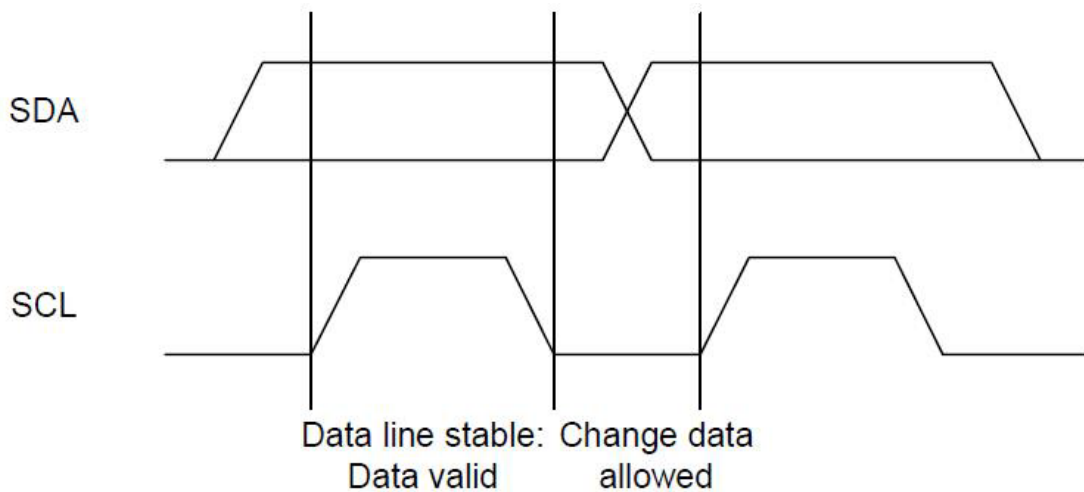 SDA
SCL
Data line stable:
Data valid
Change data
allowed